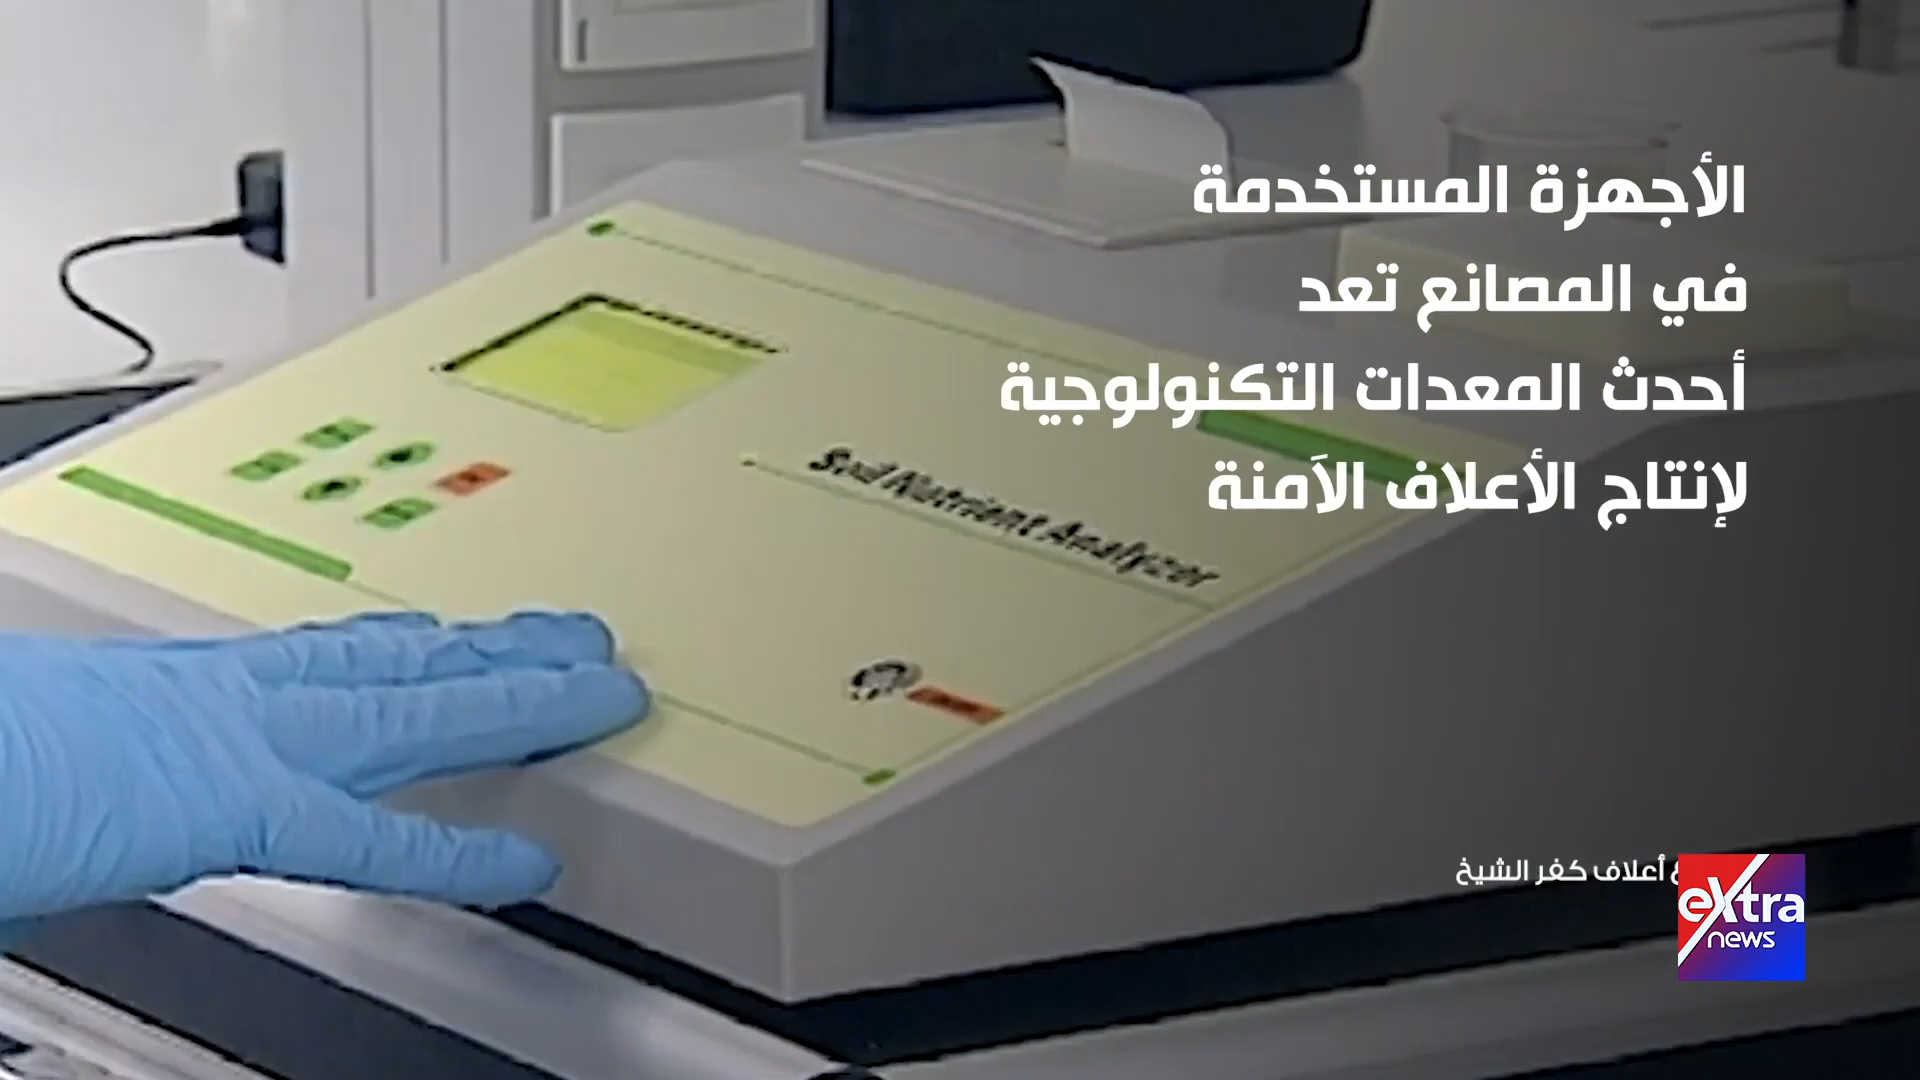 الأجهزة المستخدمة
في المصانع تعد
أحدث المعدات التكنولوجية
لإنتاج الأعلاف الآمنة
Soil Nutrient Analyzer
أعلاف كفر الشيخ
extra
news